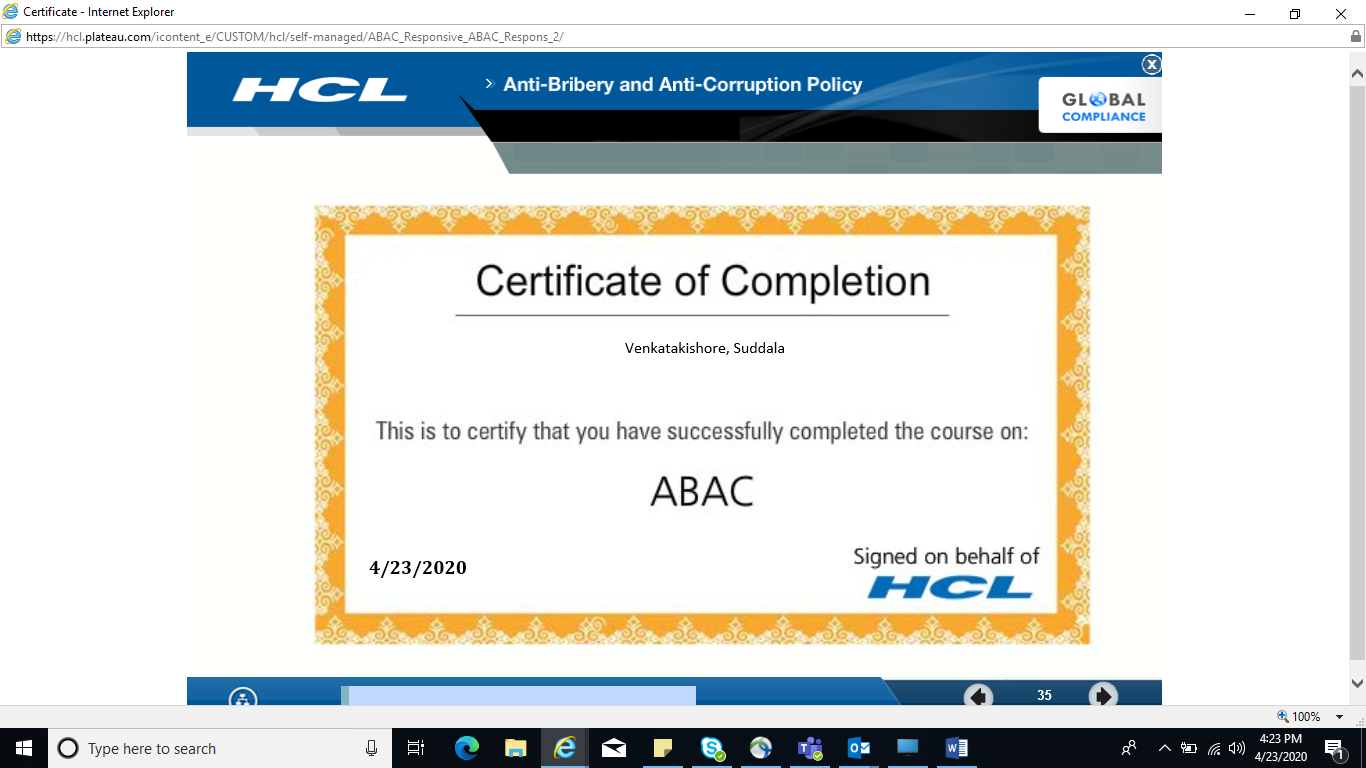 Certificate - Internet Explorer
https://hcl.plateau.com/icontent_e/CUSTOM/hcl/self-managed/ABAC_Responsive_ABAC_Respons_2/
HCL
Anti-Bribery and Anti-Corruption Policy
X
GLOBAL
COMPLIANCE
Certificate of Completion
Venkatakishore, Suddala
This is to certify that you have successfully completed the course on:
ABAC
4/23/2020
Signed on behalf of
HCL
35
100%
Type here to search
4:23 PM
4/23/2020
1